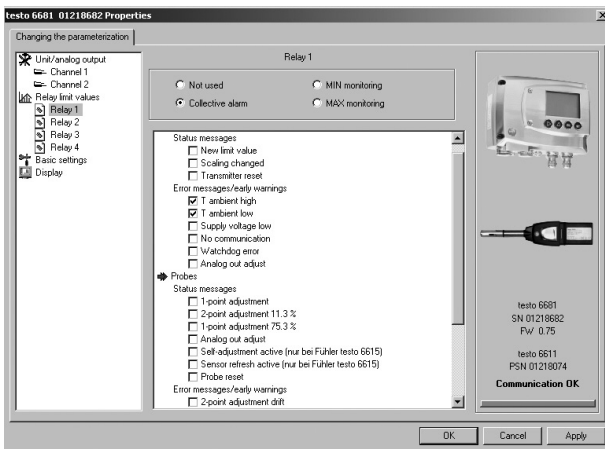 testo 6681 01218682 Properties
Changing the parameterization
Unit/analog output
Channel 1
Channel 2
Relay limit values
Relay 1
Relay 2
Relay 3
Relay 4
Basic settings
Display
Relay 1
Not used
MIN monitoring
Collective alarm
MAX monitoring
Status messages
New limit value
Scaling changed
Transmitter reset
Error messages/early warnings
T ambient high
T ambient low
Supply voltage low
No communication
Watchdog error
Analog out adjust
Probes
Status messages
1-point adjustment
2-point adjustment 11.3 %
1-point adjustment 75.3 %
Analog out adjust
Self-adjustment active (nur bei Fühler testo 6615)
Sensor refresh active (nur bei Fühler testo 6615)
Probe reset
Error messages/early warnings
2-point adjustment drift
testo 6681
SN 01218682
FW 0.75
testo 6611
PSN 01218074
Communication OK
OK
Cancel
Apply